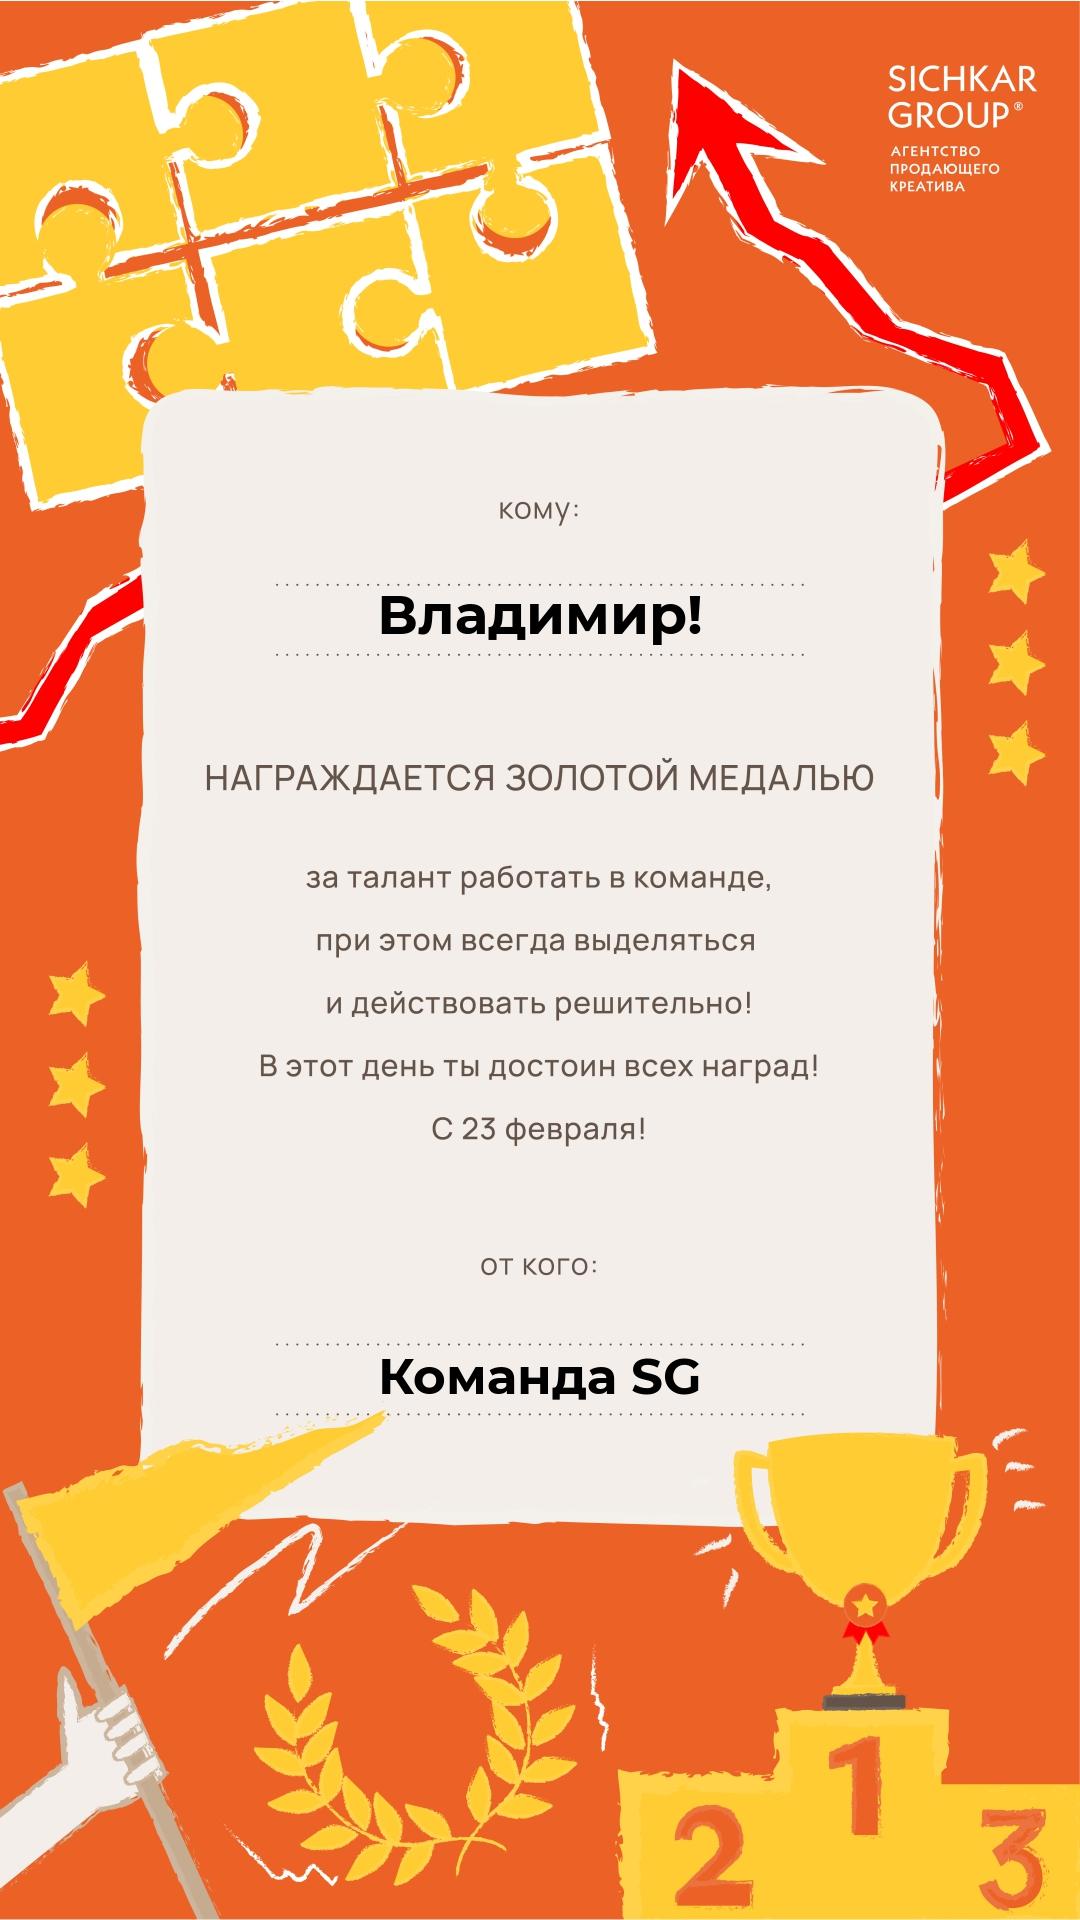 SICHKAR
GROUP®
АГЕНТСТВО
ПРОДАЮЩЕГО
КРЕАТИВА
кому:
Владимир!
НАГРАЖДАЕТСЯ ЗОЛОТОЙ МЕДАЛЬЮ
за талант работать в команде,
при этом всегда выделяться
и действовать решительно!
В этот день ты достоин всех наград!
С 23 февраля!
от кого:
Команда SG
1
2
3